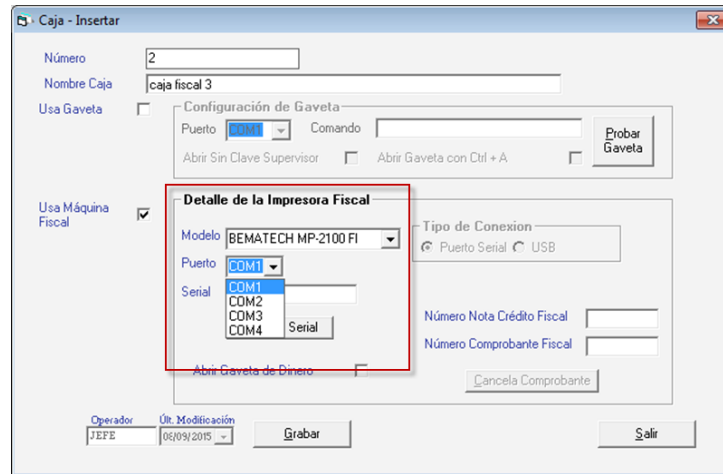 Caja - Insertar
Número 2
Nombre Caja caja fiscal 3
Usa Gaveta
Configuración de Gaveta
Puerto COM1 Comando
Probar Gaveta
Abrir Sin Clave Supervisor Abrir Gaveta con Ctrl + A
Usa Máquina Fiscal
Detalle de la Impresora Fiscal
Modelo BEMATECH MP-2100 FI
Tipo de Conexion
Puerto Serial USB
Puerto COM1
Serial
COM1
COM2
COM3
COM4
Serial
Número Nota Crédito Fiscal
Número Comprobante Fiscal
Abrir Gaveta de Dinero
Cancela Comprobante
Operador Últ. Modificación
JEFE 08/09/2015
Grabar
Salir